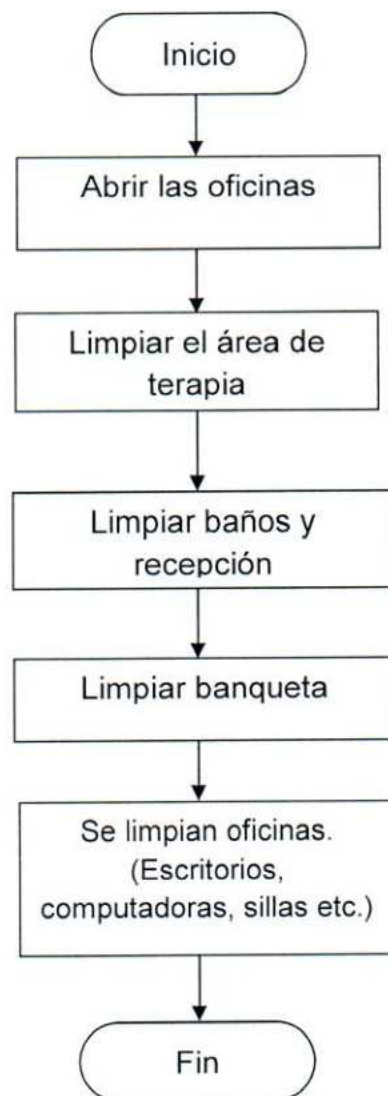 Inicio
Abrir las oficinas
Limpiar el área de
terapia
Limpiar baños y
recepción
Limpiar banqueta
Se limpian oficinas.
(Escritorios,
computadoras, sillas etc.)
Fin